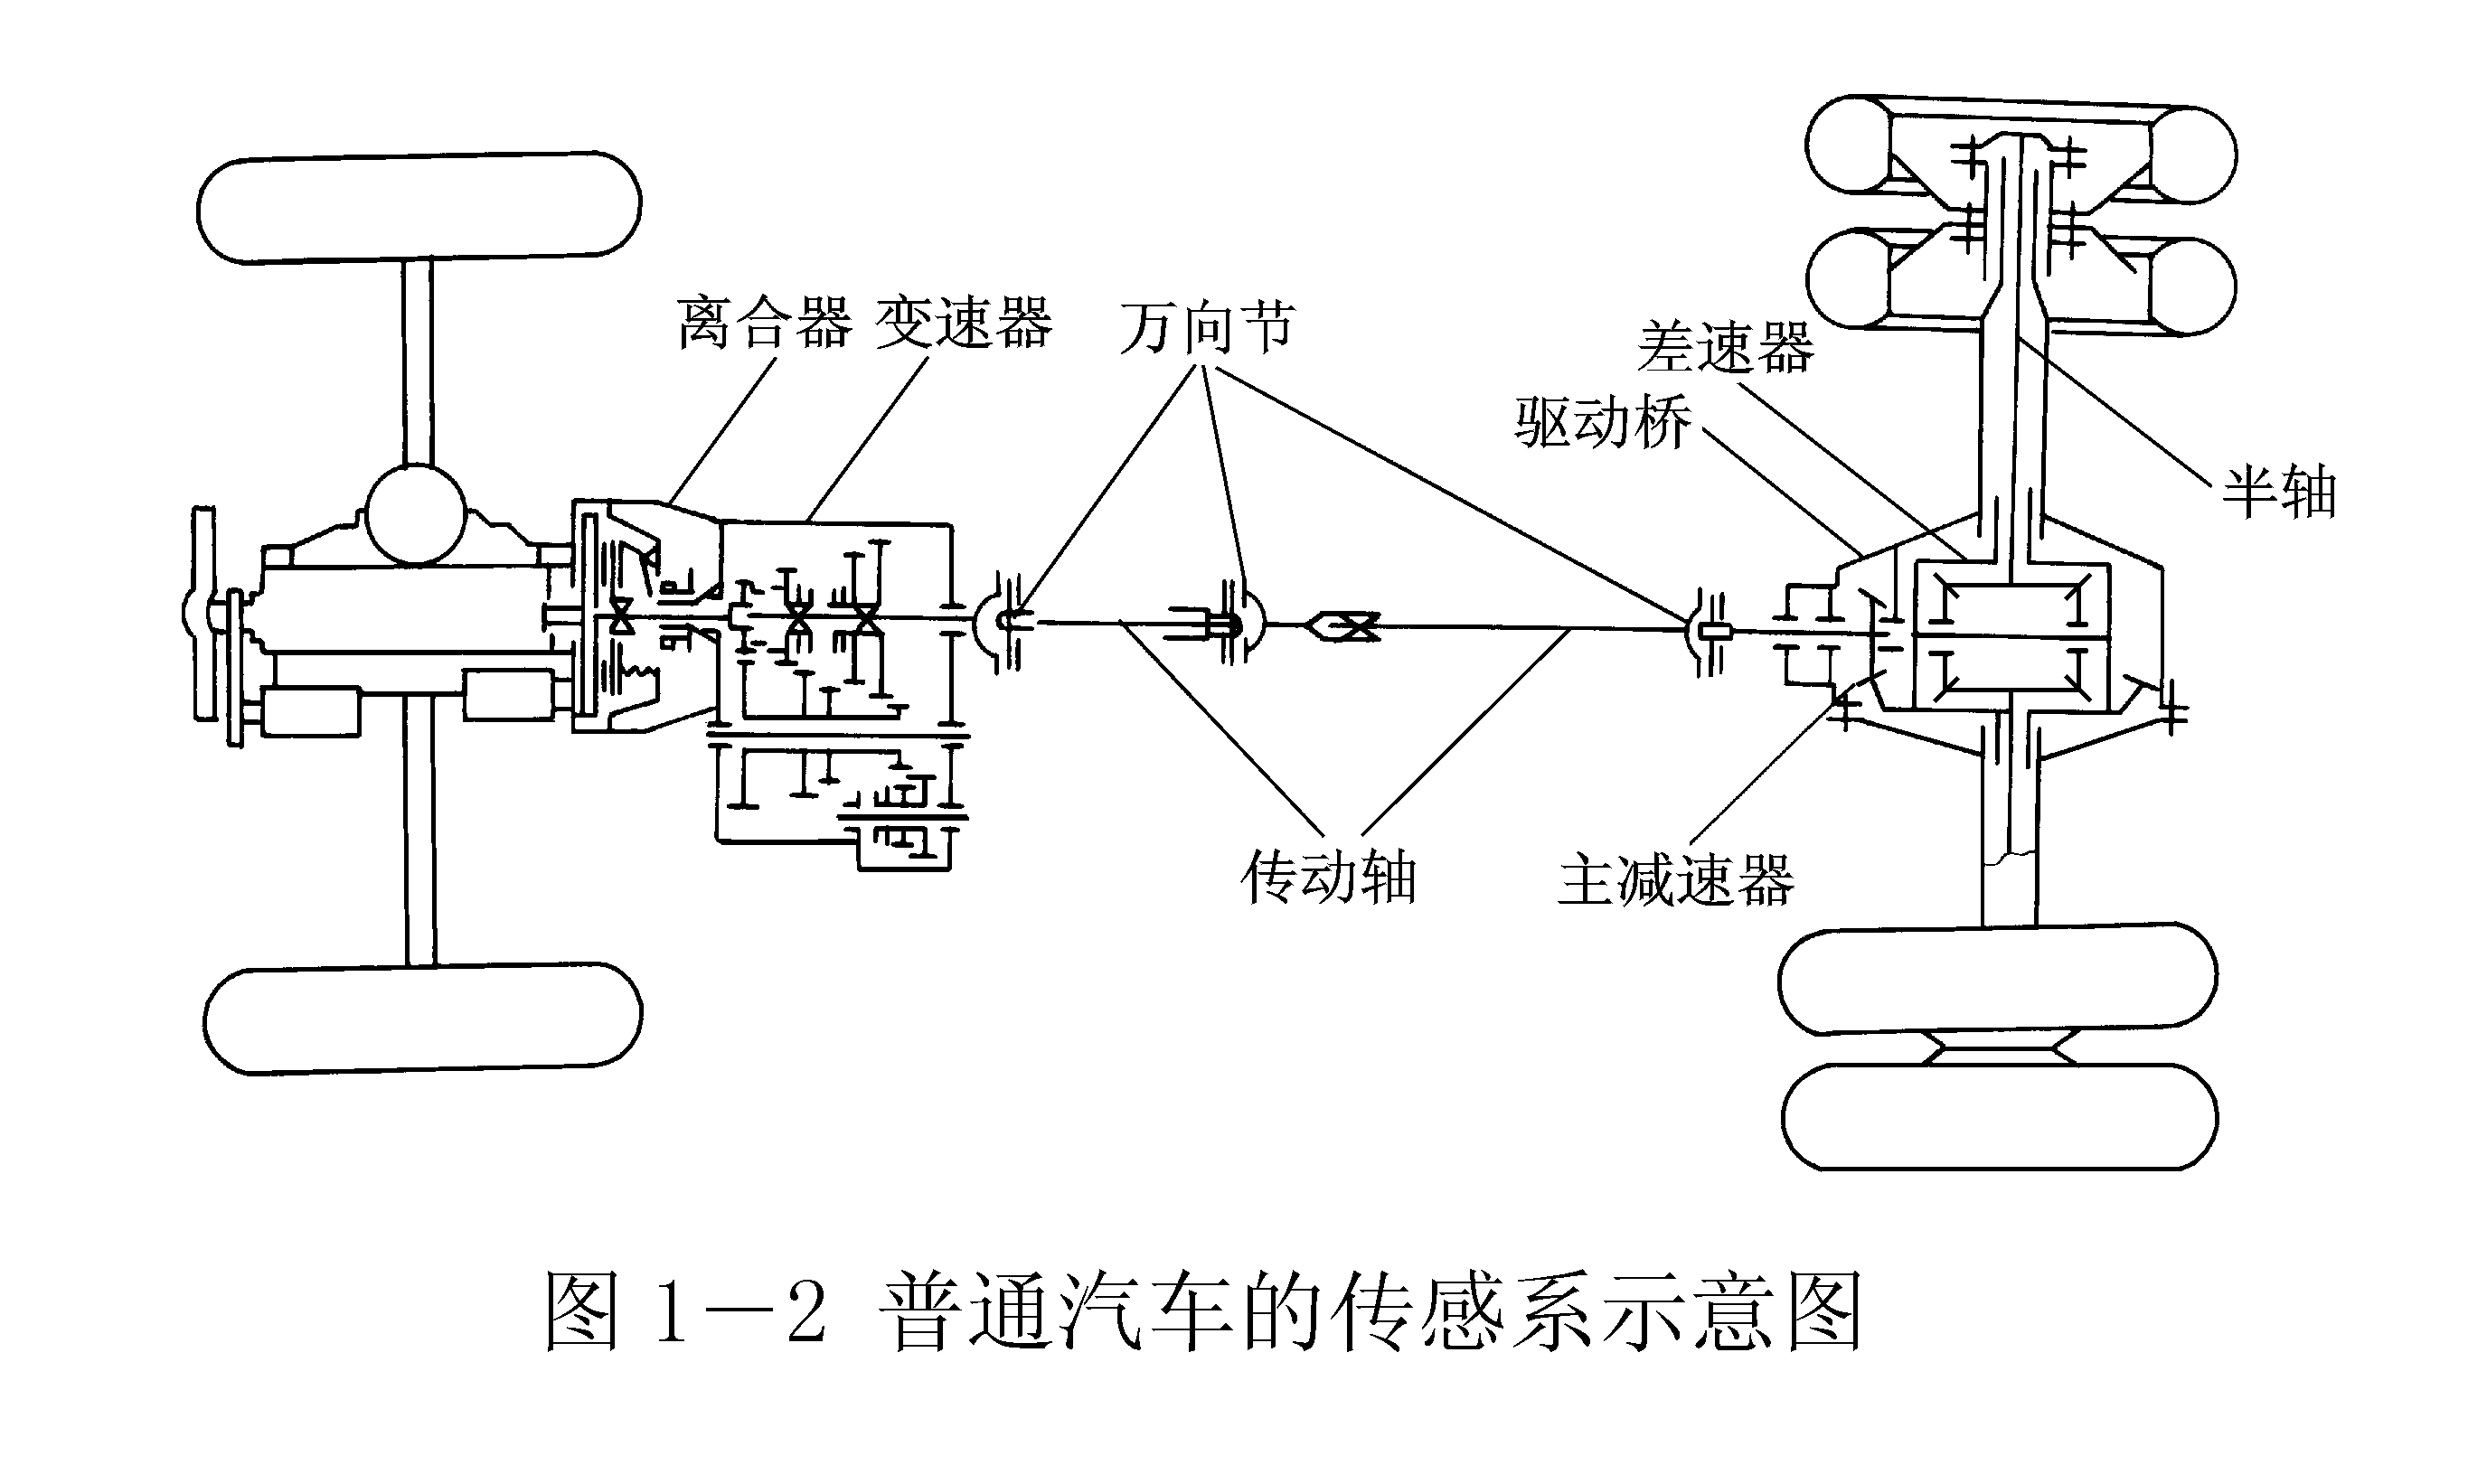 离合器 变速器
万向节
差速器
驱动桥
半轴
传动轴
主减速器
图 1－2 普通汽车的传感系示意图